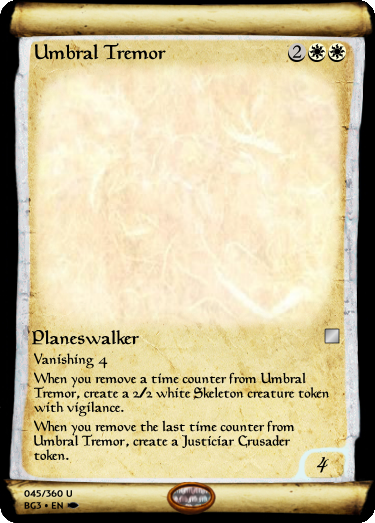 Umbral Tremor 2
Planeswalker
Vanishing 4
When you remove a time counter from Umbral
Tremor, create a 2/2 white Skeleton creature token
with vigilance.
When you remove the last time counter from
Umbral Tremor, create a Justiciar Crusader
token.
4
045/360 U
BG3 • EN